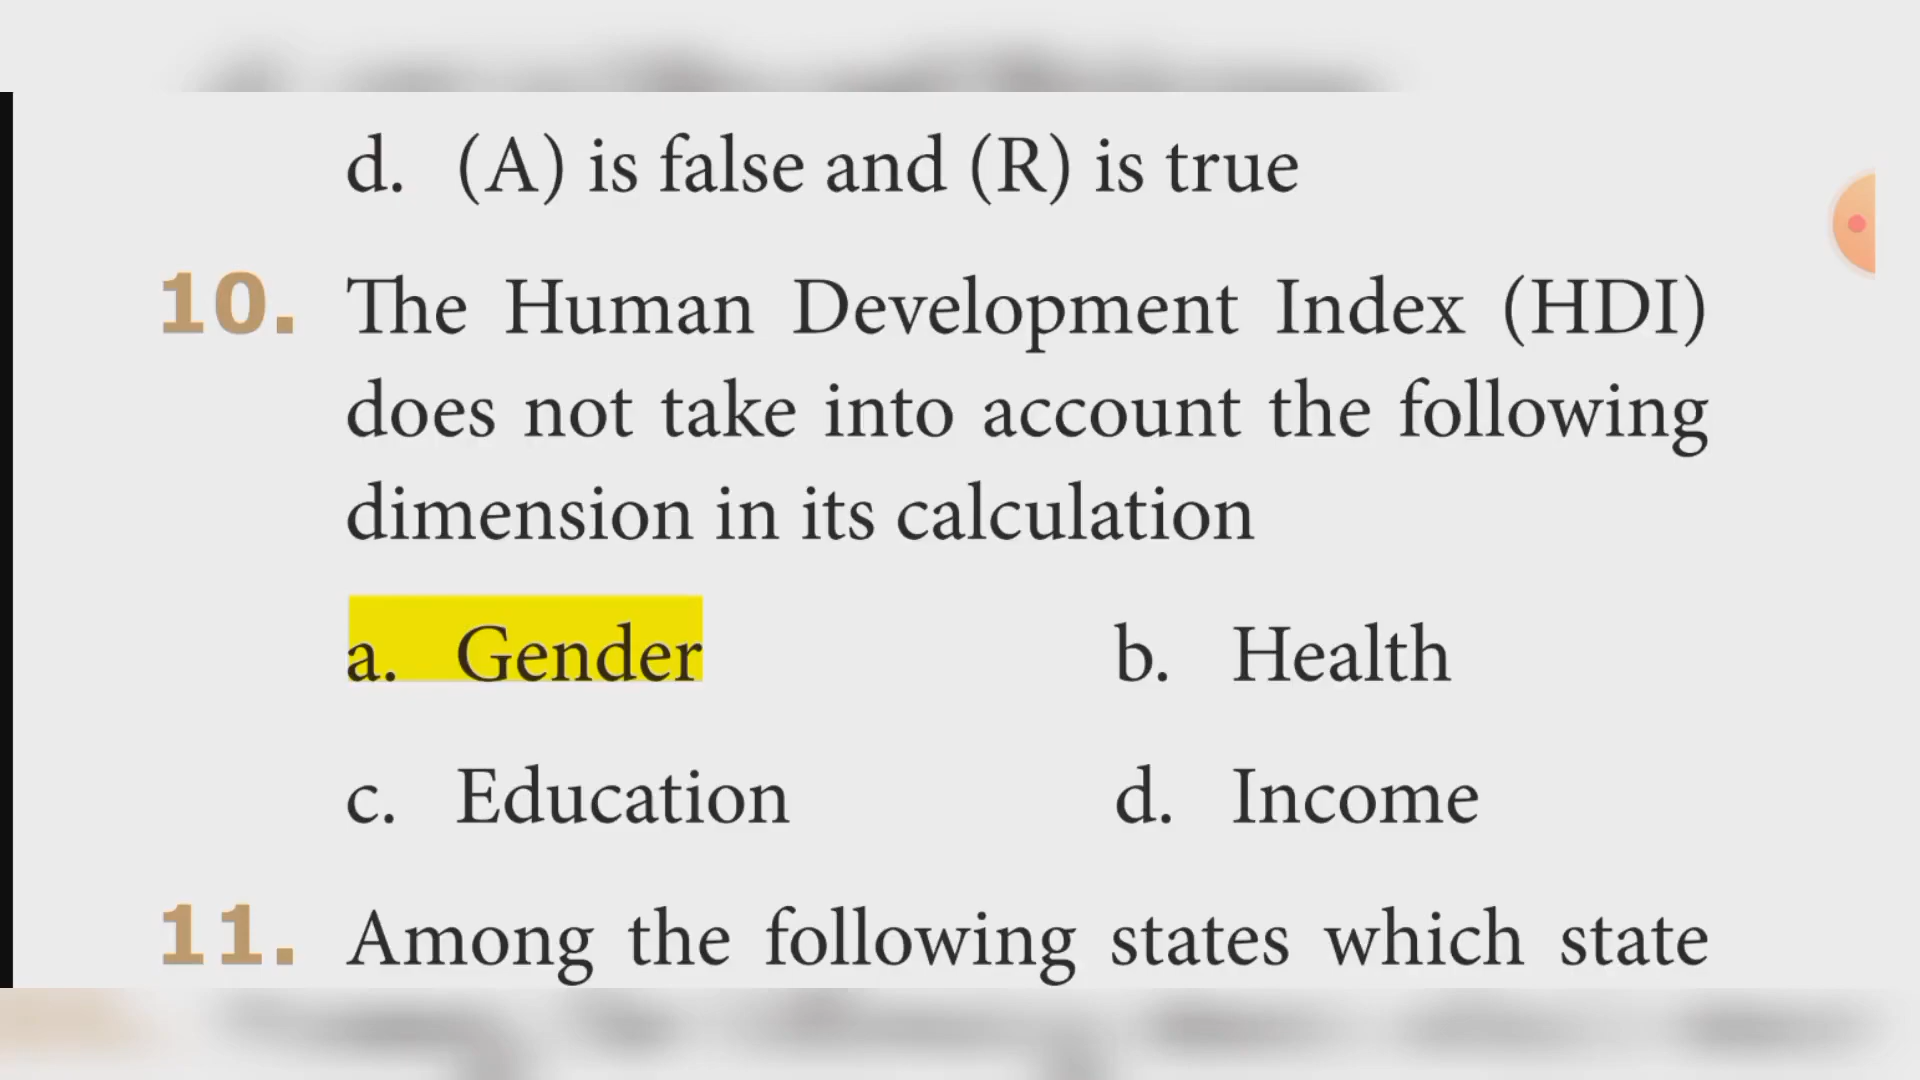 d. (A) is false and (R) is true
10. The Human Development Index (HDI)
does not take into account the following
dimension in its calculation
a. Gender b. Health
c. Education d. Income
11. Among the following states which state